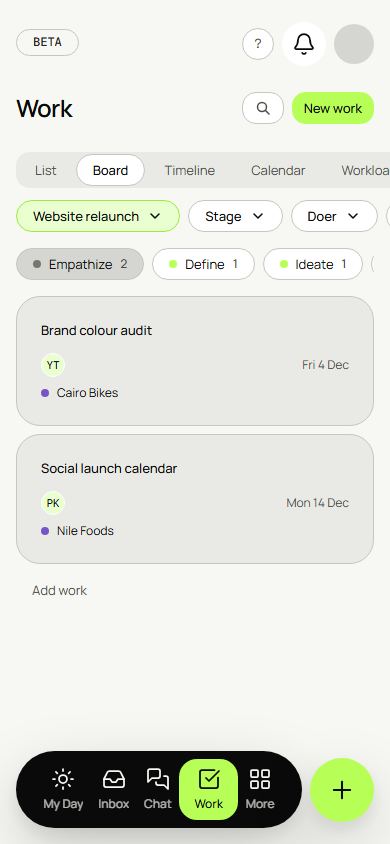 BETA
?
Work
New work
List Board Timeline Calendar Workloa
Website relaunch Stage Doer
Empathize 2 Define 1 Ideate 1
Brand colour audit
YT Fri 4 Dec
Cairo Bikes
Social launch calendar
PK Mon 14 Dec
Nile Foods
Add work
My Day Inbox Chat Work More